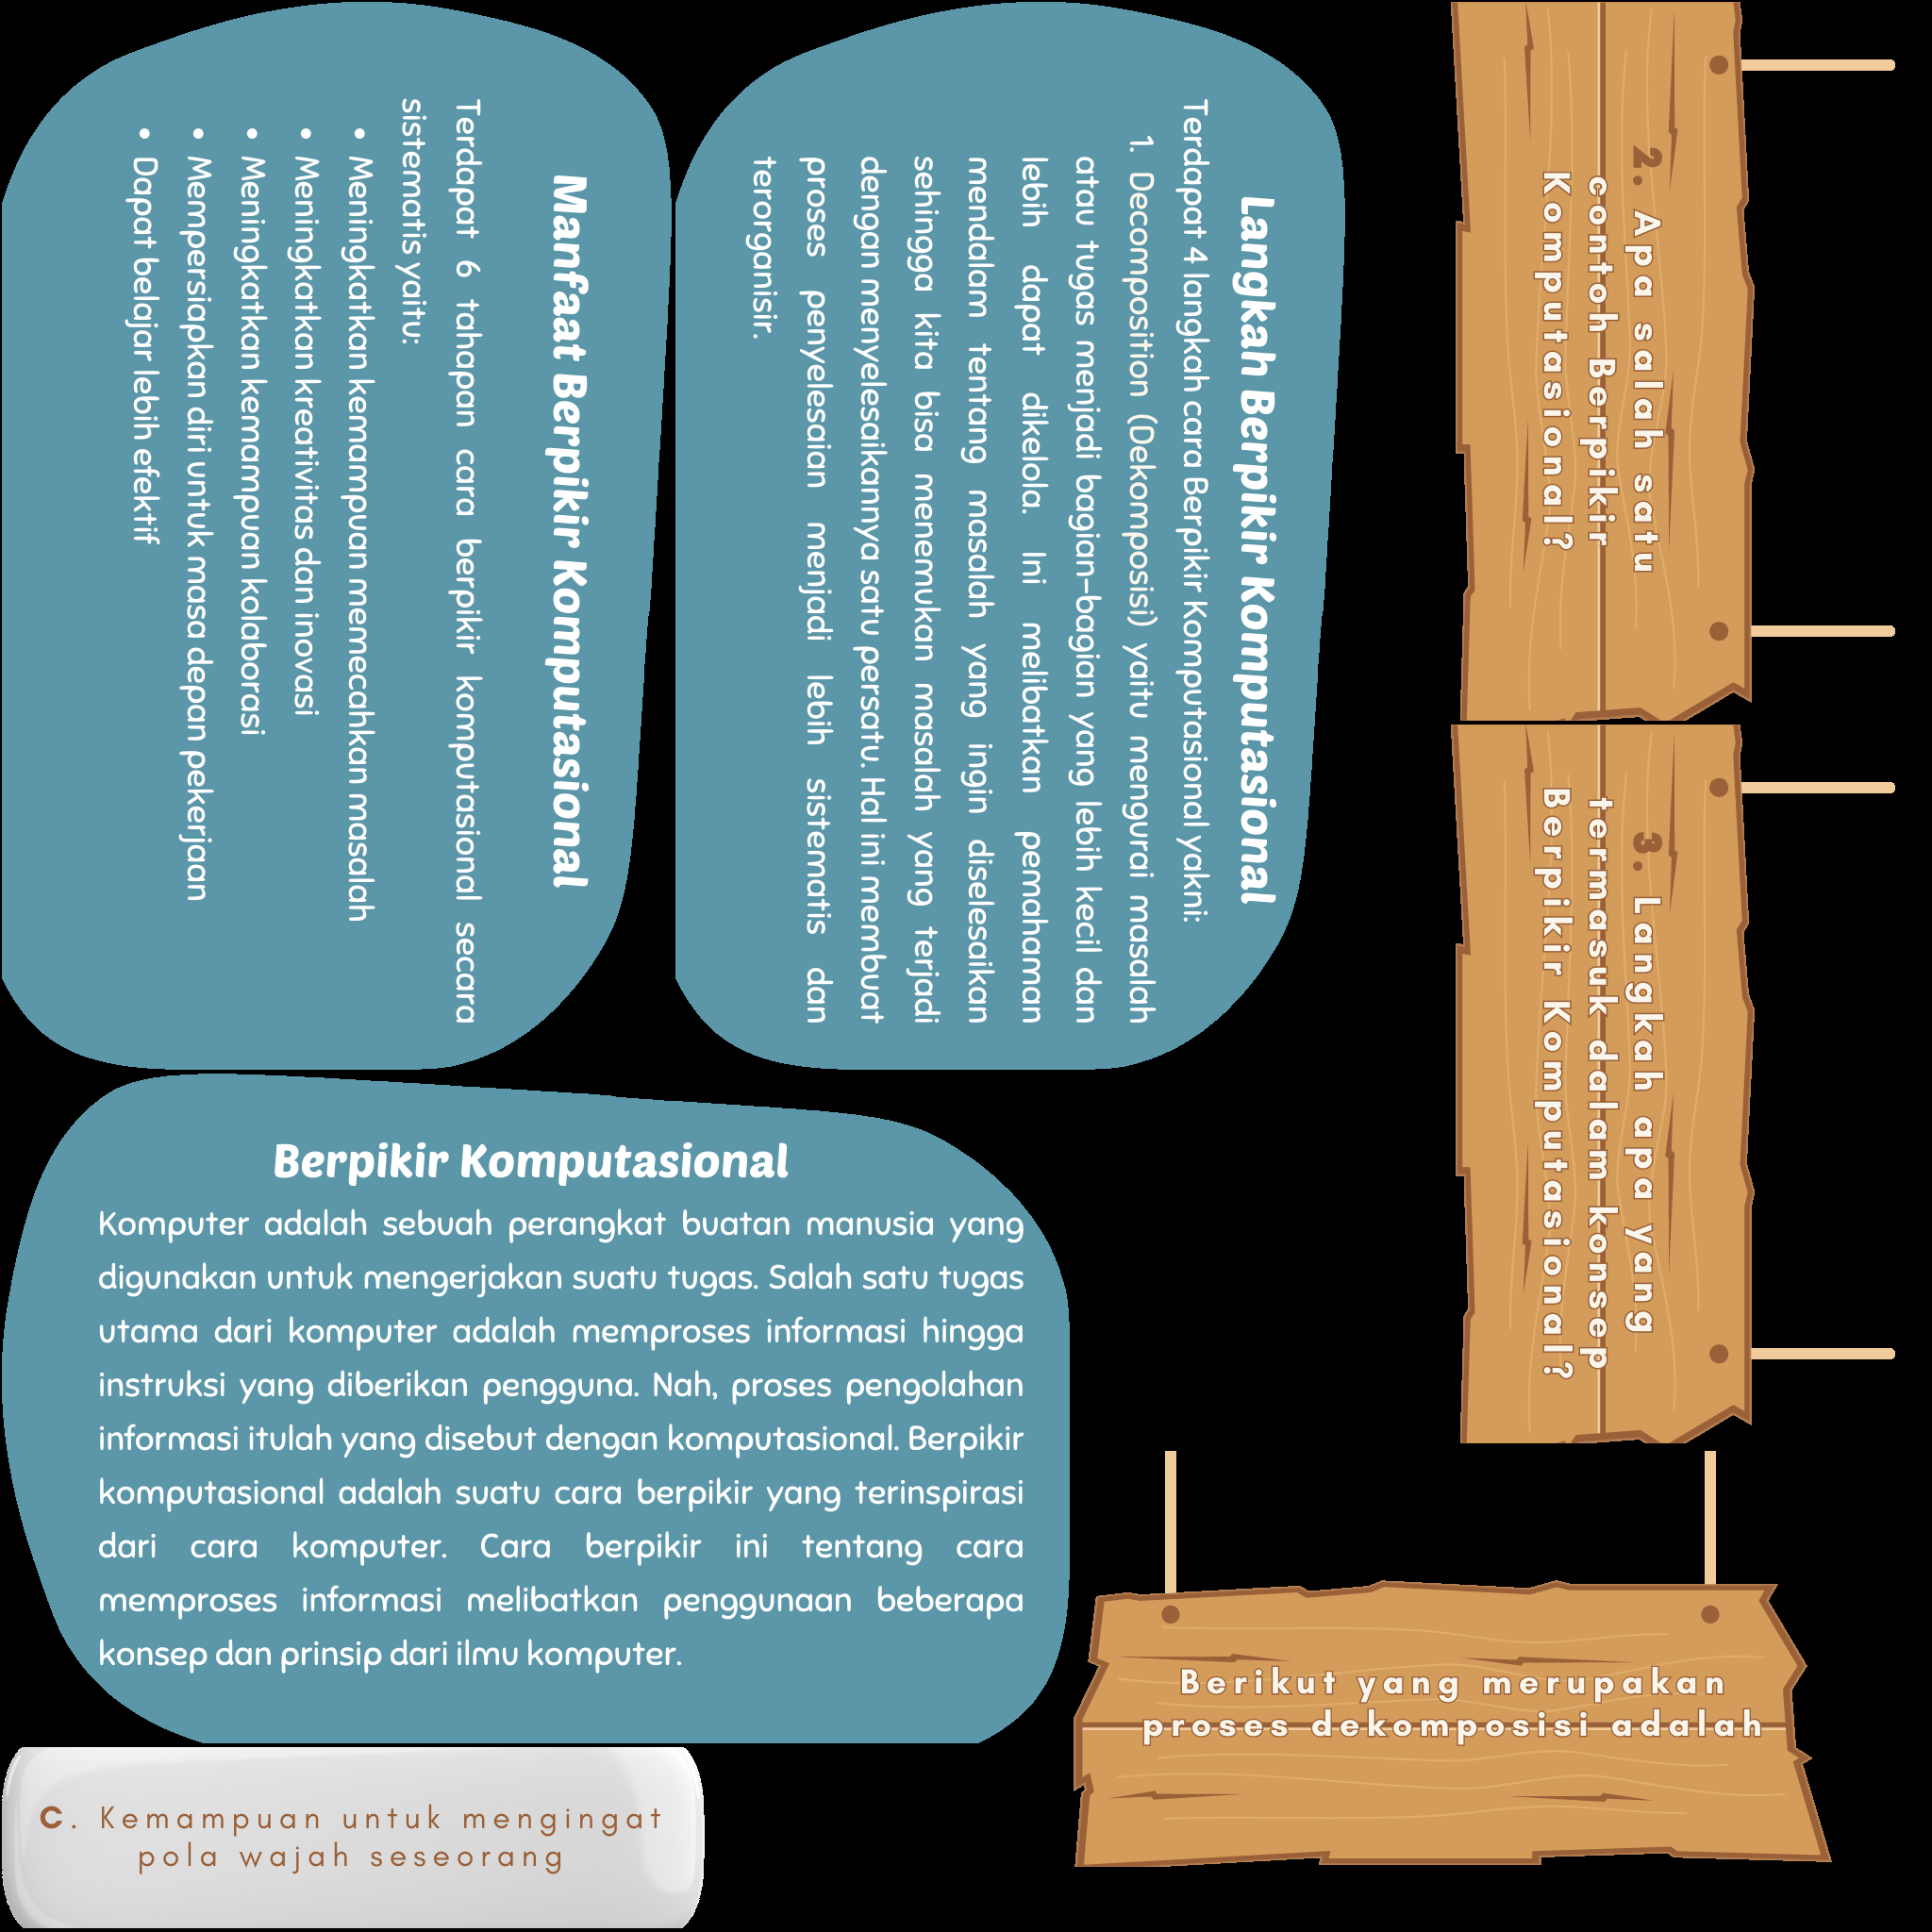 Manfaat Berpikir Komputasional
Terdapat 6 tahapan cara berpikir komputasional secara
sistematis yaitu:
• Meningkatkan kemampuan memecahkan masalah
• Meningkatkan kreativitas dan inovasi
• Meningkatkan kemampuan kolaborasi
• Mempersiapkan diri untuk masa depan pekerjaan
• Dapat belajar lebih efektif
Langkah Berpikir Komputasional
Terdapat 4 langkah cara Berpikir Komputasional yakni:
1. Decomposition (Dekomposisi) yaitu mengurai masalah
atau tugas menjadi bagian-bagian yang lebih kecil dan
lebih dapat dikelola. Ini melibatkan pemahaman
mendalam tentang masalah yang ingin diselesaikan
sehingga kita bisa menemukan masalah yang terjadi
dengan menyelesaikannya satu persatu. Hal ini membuat
proses penyelesaian menjadi lebih sistematis dan
terorganisir.
2. Apa salah satu
contoh Berpikir
Komputasional?
3. Langkah apa yang
termasuk dalam konsep
Berpikir Komputasional?
Berpikir Komputasional
Komputer adalah sebuah perangkat buatan manusia yang
digunakan untuk mengerjakan suatu tugas. Salah satu tugas
utama dari komputer adalah memproses informasi hingga
instruksi yang diberikan pengguna. Nah, proses pengolahan
informasi itulah yang disebut dengan komputasional. Berpikir
komputasional adalah suatu cara berpikir yang terinspirasi
dari cara komputer. Cara berpikir ini tentang cara
memproses informasi melibatkan penggunaan beberapa
konsep dan prinsip dari ilmu komputer.
Berikut yang merupakan
proses dekomposisi adalah
C. Kemampuan untuk mengingat
pola wajah seseorang